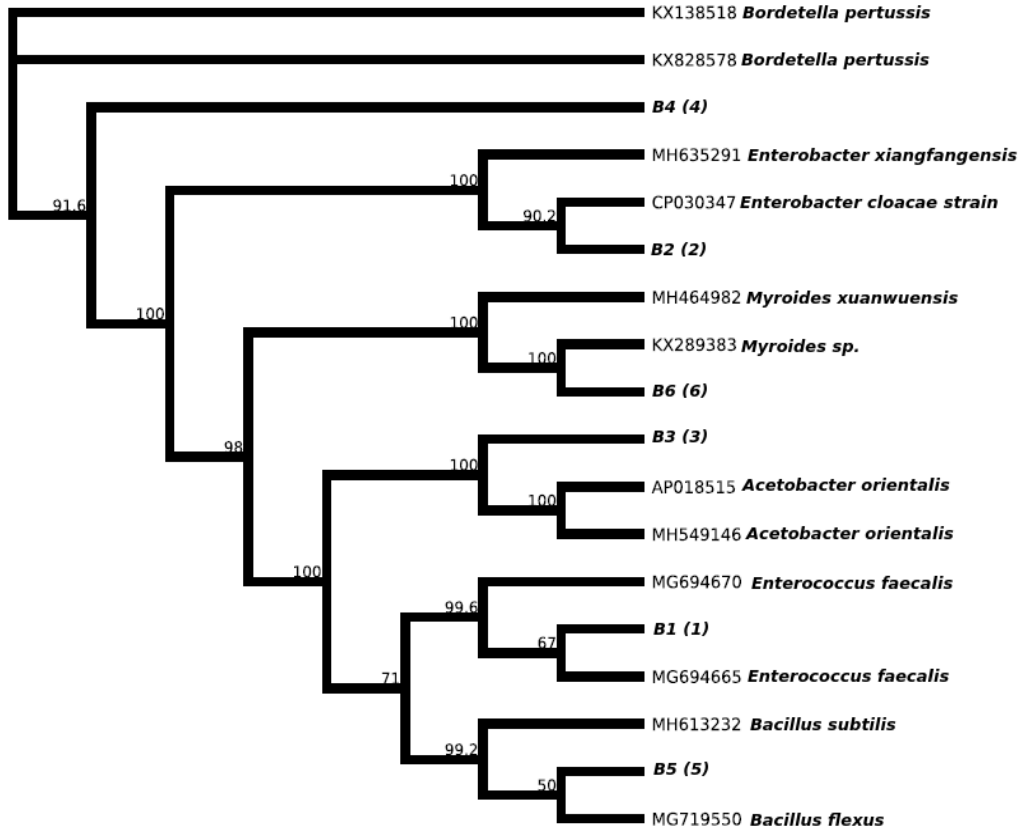 KX138518 Bordetella pertussis
KX828578 Bordetella pertussis
B4 (4)
MH635291 Enterobacter xiangfangensis
100
CP030347 Enterobacter cloacae strain
91.6
90.2
B2 (2)
MH464982 Myroides xuanwuensis
100
100
KX289383 Myroides sp.
100
B6 (6)
B3 (3)
98
100
AP018515 Acetobacter orientalis
100
MH549146 Acetobacter orientalis
100
MG694670 Enterococcus faecalis
99.6
B1 (1)
67
MG694665 Enterococcus faecalis
71
MH613232 Bacillus subtilis
99.2
B5 (5)
50
MG719550 Bacillus flexus